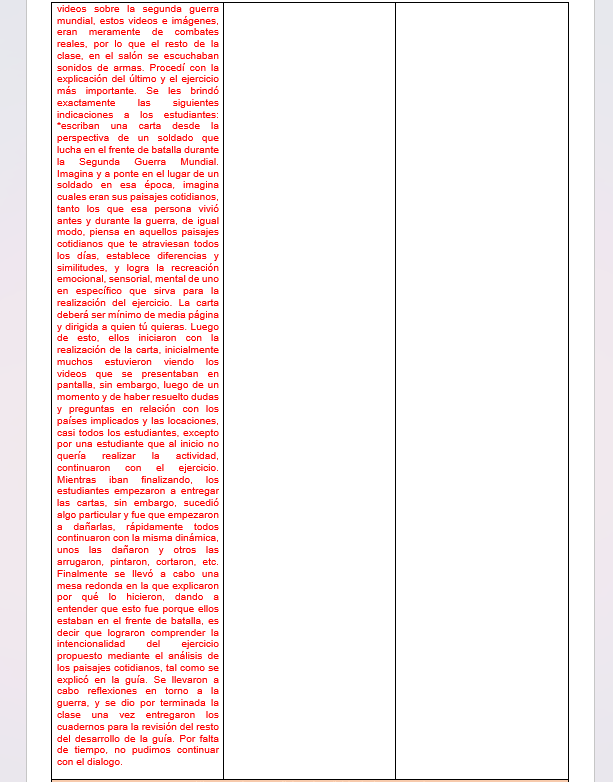 videos sobre la segunda guerra
mundial, estos videos e imágenes,
eran meramente de combates
reales, por lo que el resto de la
clase, en el salón se escuchaban
sonidos de armas. Procedí con la
explicación del último y el ejercicio
más importante. Se les brindó
exactamente las siguientes
indicaciones a los estudiantes:
"escriban una carta desde la
perspectiva de un soldado que
lucha en el frente de batalla durante
la Segunda Guerra Mundial.
Imagina y a ponte en el lugar de un
soldado en esa época, imagina
cuales eran sus paisajes cotidianos,
tanto los que esa persona vivió
antes y durante la guerra, de igual
modo, piensa en aquellos paisajes
cotidianos que te atraviesan todos
los días, establece diferencias y
similitudes, y logra la recreación
emocional, sensorial, mental de uno
en específico que sirva para la
realización del ejercicio. La carta
deberá ser mínimo de media página
y dirigida a quien tú quieras. Luego
de esto, ellos iniciaron con la
realización de la carta, inicialmente
muchos estuvieron viendo los
videos que se presentaban en
pantalla, sin embargo, luego de un
momento y de haber resuelto dudas
y preguntas en relación con los
países implicados y las locaciones,
casi todos los estudiantes, excepto
por una estudiante que al inicio no
quería realizar la actividad,
continuaron con el ejercicio.
Mientras iban finalizando, los
estudiantes empezaron a entregar
las cartas, sin embargo, sucedió
algo particular y fue que empezaron
a dañarlas, rápidamente todos
continuaron con la misma dinámica,
unos las dañaron y otros las
arrugaron, pintaron, cortaron, etc.
Finalmente se llevó a cabo una
mesa redonda en la que explicaron
por qué lo hicieron, dando a
entender que esto fue porque ellos
estaban en el frente de batalla, es
decir que lograron comprender la
intencionalidad del ejercicio
propuesto mediante el análisis de
los paisajes cotidianos, tal como se
explicó en la guía. Se llevaron a
cabo reflexiones en torno a la
guerra, y se dio por terminada la
clase una vez entregaron los
cuadernos para la revisión del resto
del desarrollo de la guía. Por falta
de tiempo, no pudimos continuar
con el dialogo.